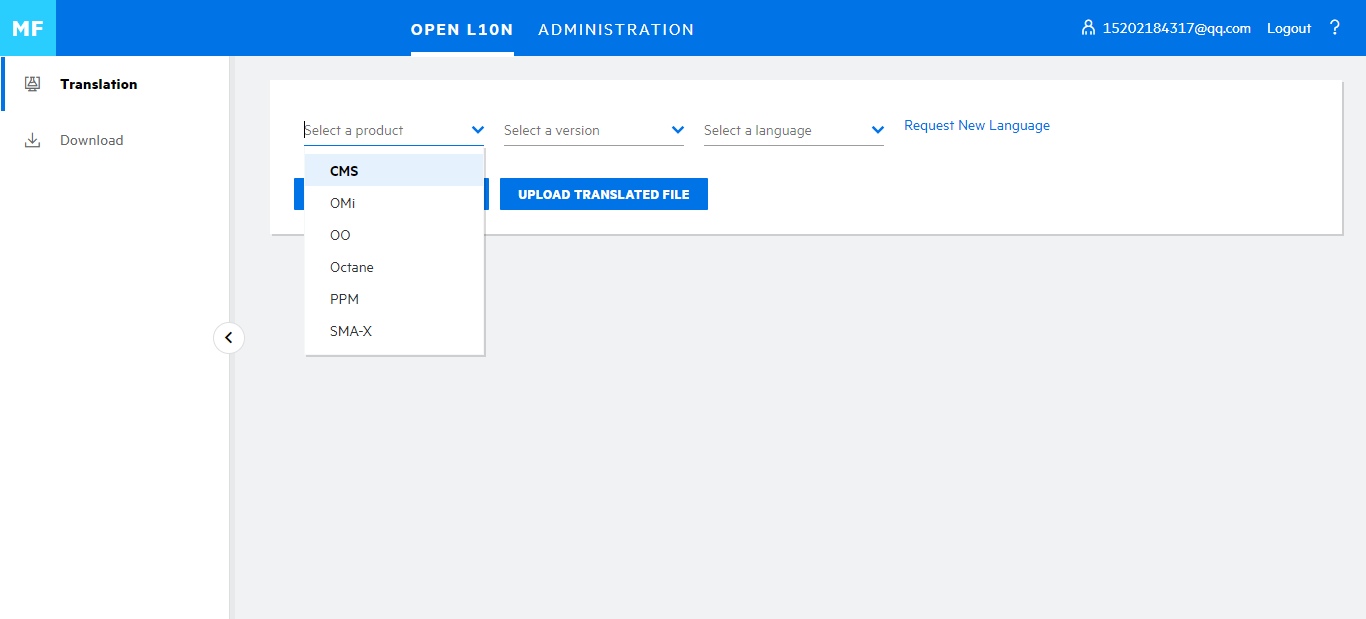 MF
OPEN L10N
ADMINISTRATION
15202184317@qq.com
Logout
?
Translation
Download
Select a product
Select a version
Select a language
Request New Language
CMS
OMi
OO
Octane
PPM
SMA-X
UPLOAD TRANSLATED FILE